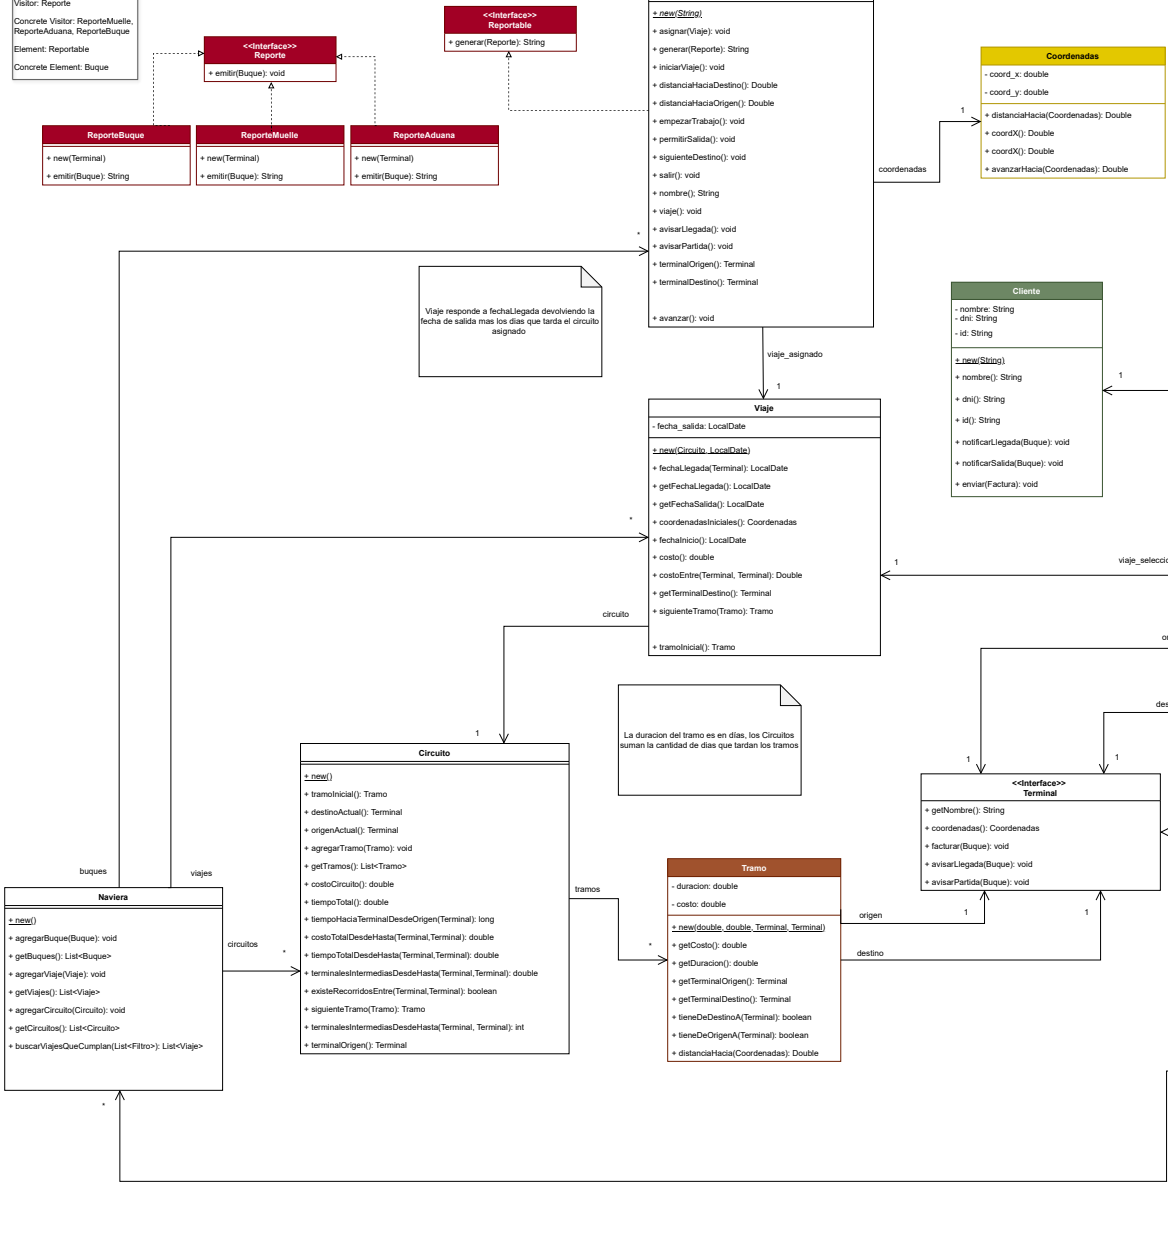 Visitor: Reporte
Concrete Visitor: ReporteMuelle,
ReporteAduana, ReporteBuque
Element: Reportable
Concrete Element: Buque
<<Interface>>
Reporte
+ emitir(Buque): void
<<Interface>>
Reportable
+ generar(Reporte): String
ReporteBuque
+ new(Terminal)
+ emitir(Buque): String
ReporteMuelle
+ new(Terminal)
+ emitir(Buque): String
ReporteAduana
+ new(Terminal)
+ emitir(Buque): String
+ new(String)
+ asignar(Viaje): void
+ generar(Reporte): String
+ iniciarViaje(): void
+ distanciaHaciaDestino(): Double
+ distanciaHaciaOrigen(): Double
+ empezarTrabajo(): void
+ permitirSalida(): void
+ siguienteDestino(): void
+ salir(): void
+ nombre(); String
+ viaje(): void
+ avisarLlegada(): void
+ avisarPartida(): void
+ terminalOrigen(): Terminal
+ terminalDestino(): Terminal
+ avanzar(): void
coordenadas
1
Coordenadas
- coord_x: double
- coord_y: double
+ distanciaHacia(Coordenadas): Double
+ coordX(): Double
+ coordX(): Double
+ avanzarHacia(Coordenadas): Double
*
Viaje responde a fechaLlegada devolviendo la
fecha de salida mas los dias que tarda el circuito
asignado
Cliente
- nombre: String
- dni: String
- id: String
+ new(String)
+ nombre(): String
+ dni(): String
+ id(): String
+ notificarLlegada(Buque): void
+ notificarSalida(Buque): void
+ enviar(Factura): void
1
viaje_asignado
1
Viaje
- fecha_salida: LocalDate
+ new(Circuito, LocalDate)
+ fechaLlegada(Terminal): LocalDate
+ getFechaLlegada(): LocalDate
+ getFechaSalida(): LocalDate
+ coordenadasIniciales(): Coordenadas
+ fechaInicio(): LocalDate
+ costo(): double
+ costoEntre(Terminal, Terminal): Double
+ getTerminalDestino(): Terminal
+ siguienteTramo(Tramo): Tramo
+ tramoInicial(): Tramo
*
1
viaje_seleccio
circuito
1
or
des
1
1
La duracion del tramo es en días, los Circuitos
suman la cantidad de dias que tardan los tramos
Circuito
+ new()
+ tramoInicial(): Tramo
+ destinoActual(): Terminal
+ origenActual(): Terminal
+ agregarTramo(Tramo): void
+ getTramos(): List<Tramo>
+ costoCircuito(): double
+ tiempoTotal(): double
+ tiempoHaciaTerminalDesdeOrigen(Terminal): long
+ costoTotalDesdeHasta(Terminal,Terminal): double
+ tiempoTotalDesdeHasta(Terminal,Terminal): double
+ terminalesIntermediasDesdeHasta(Terminal,Terminal): double
+ existeRecorridosEntre(Terminal,Terminal): boolean
+ siguienteTramo(Tramo): Tramo
+ terminalesIntermediasDesdeHasta(Terminal, Terminal): int
+ terminalOrigen(): Terminal
<<Interface>>
Terminal
+ getNombre(): String
+ coordenadas(): Coordenadas
+ facturar(Buque): void
+ avisarLlegada(Buque): void
+ avisarPartida(Buque): void
buques
viajes
Naviera
+ new()
+ agregarBuque(Buque): void
+ getBuques(): List<Buque>
+ agregarViaje(Viaje): void
+ getViajes(): List<Viaje>
+ agregarCircuito(Circuito): void
+ getCircuitos(): List<Circuito>
+ buscarViajesQueCumplan(List<Filtro>): List<Viaje>
circuitos
*
tramos
*
Tramo
- duracion: double
- costo: double
+ new(double, double, Terminal, Terminal)
+ getCosto(): double
+ getDuracion(): double
+ getTerminalOrigen(): Terminal
+ getTerminalDestino(): Terminal
+ tieneDeDestinoA(Terminal): boolean
+ tieneDeOrigenA(Terminal): boolean
+ distanciaHacia(Coordenadas): Double
origen
1
1
destino
*